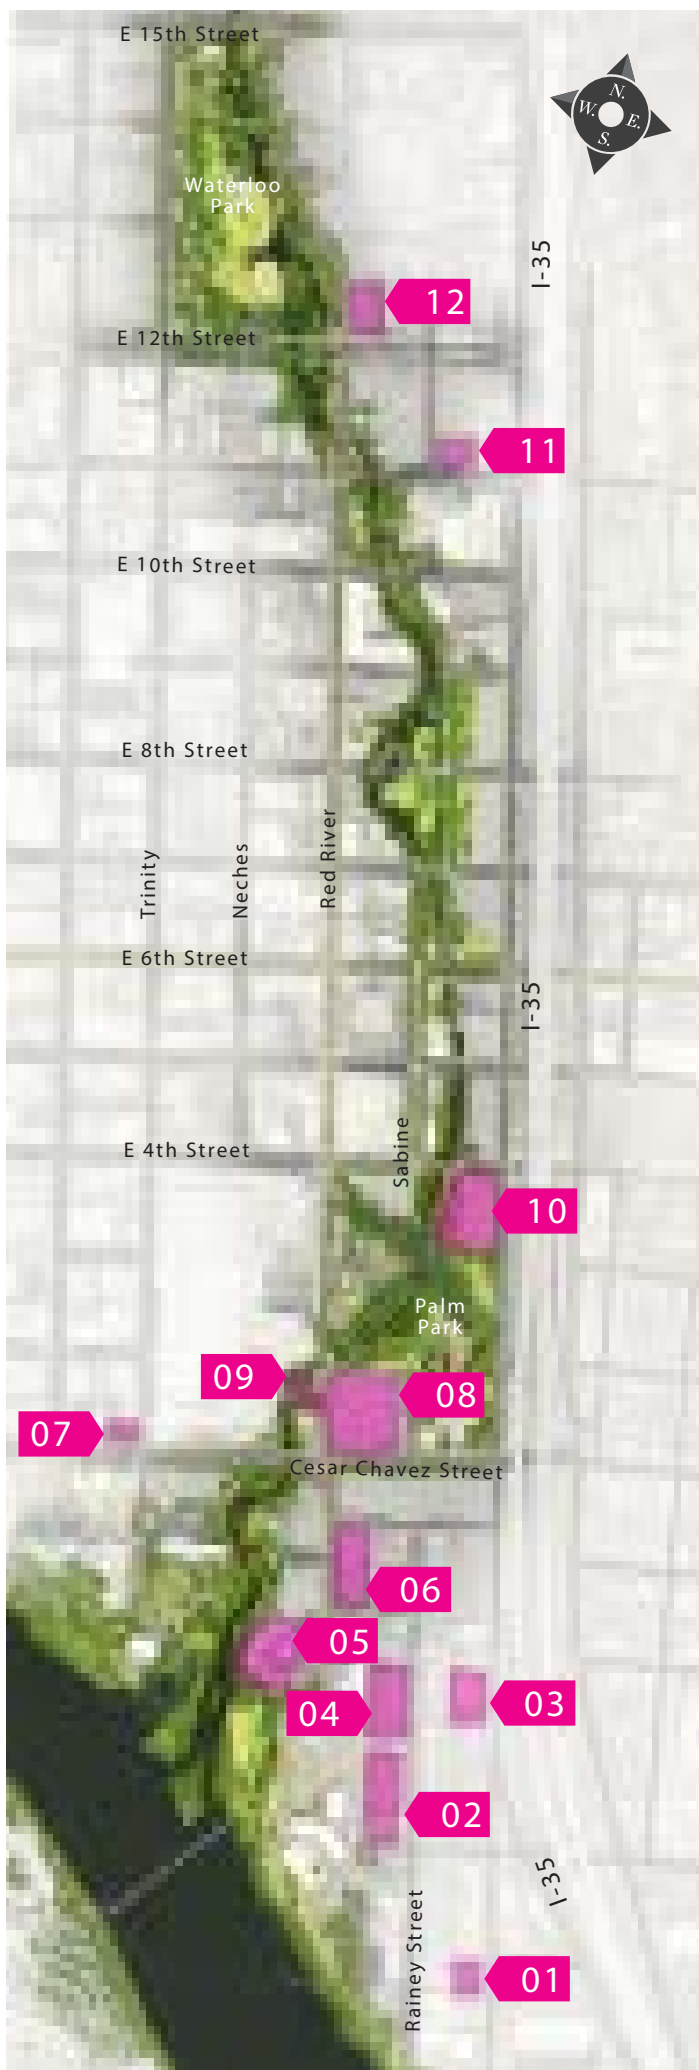 E 15th Street
N.
W.
E.
S.
Waterloo
Park
I-35
12
E 12th Street
11
E 10th Street
E 8th Street
Trinity
Neches
Red River
E 6th Street
I-35
Sabine
E 4th Street
10
Palm
Park
09
08
07
Cesar Chavez Street
06
05
04
03
02
I-35
Rainey Street
01